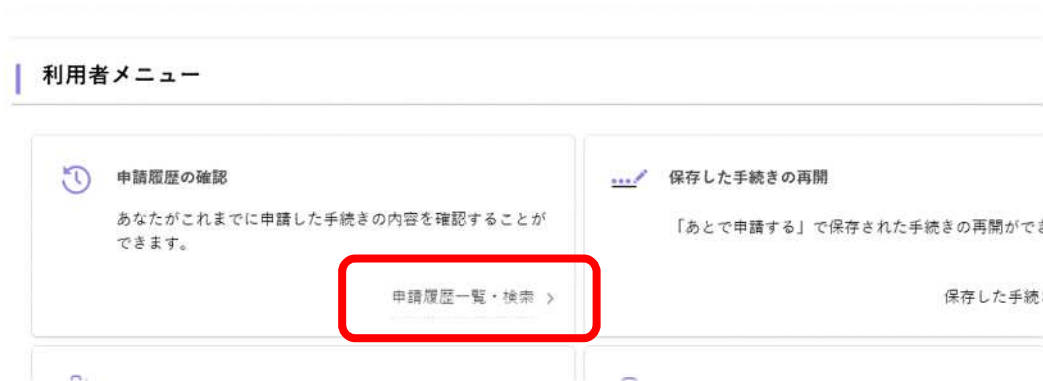 利用者メニュー
申請履歴の確認
あなたがこれまでに申請した手続きの内容を確認することが
できます。
申請履歴一覧・検索 >
保存した手続きの再開
「あとで申請する」で保存された手続きの再開がで
保存した手続